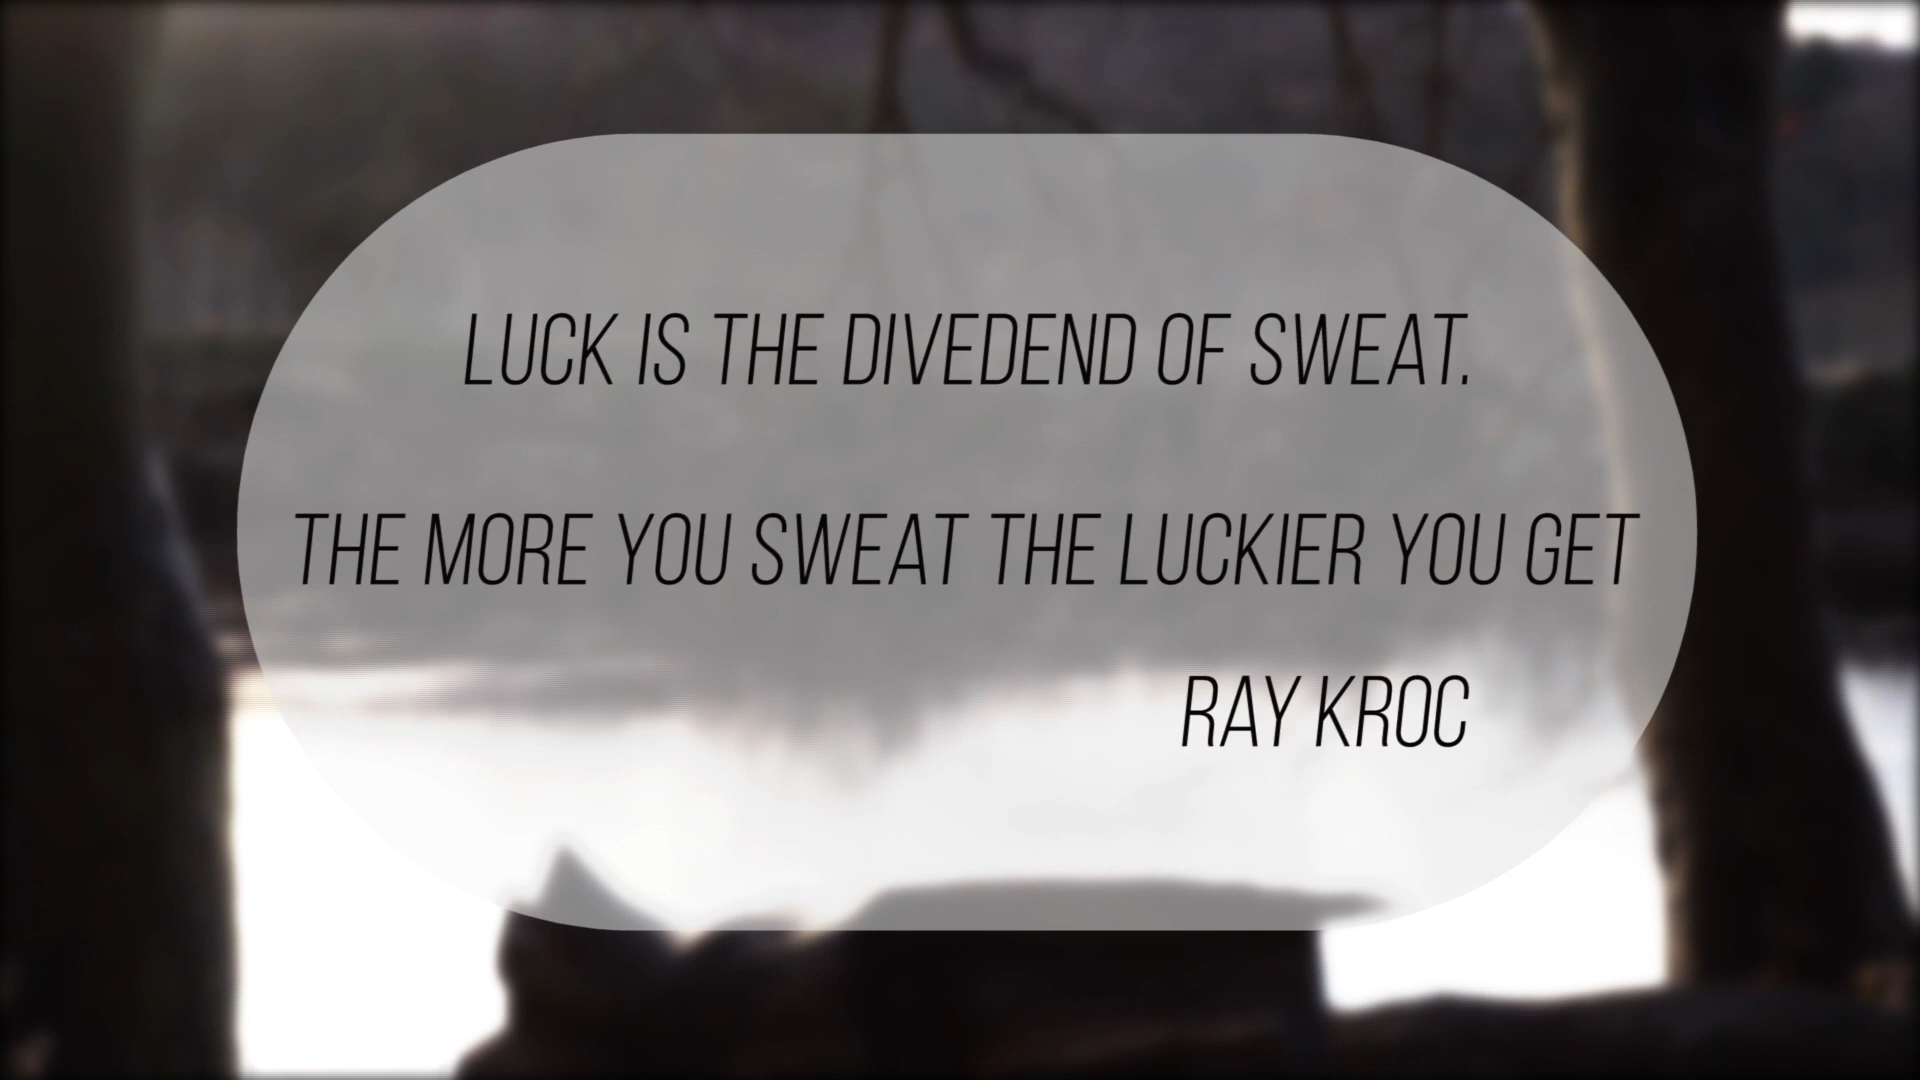 LUCK IS THE DIVEDEND OF SWEAT.
THE MORE YOU SWEAT THE LUCKIER YOU GET
RAY KROC